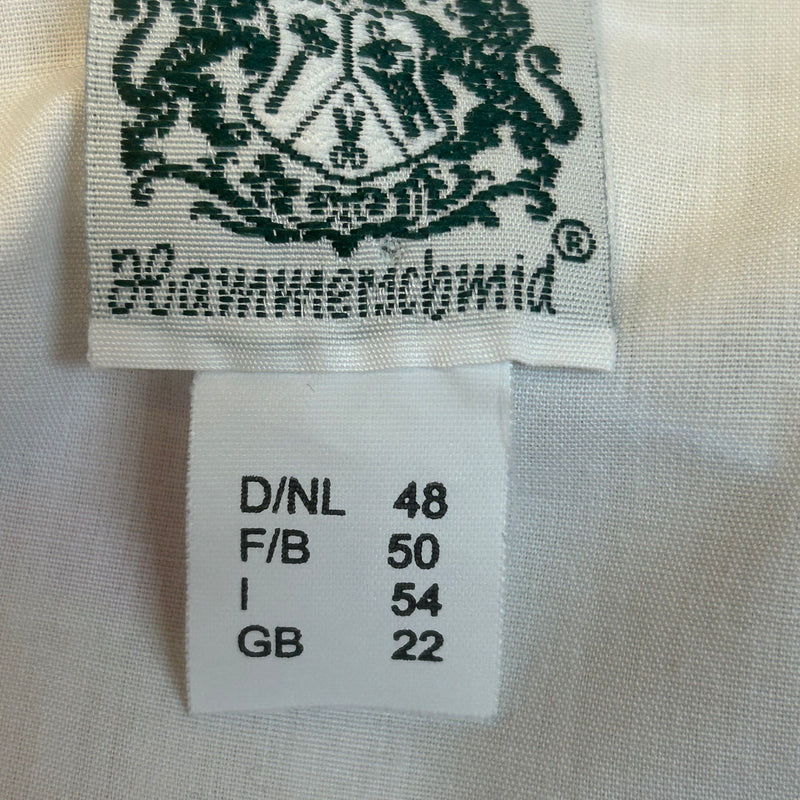 Hammerschmid®
D/NL 48
F/B 50
I 54
GB 22